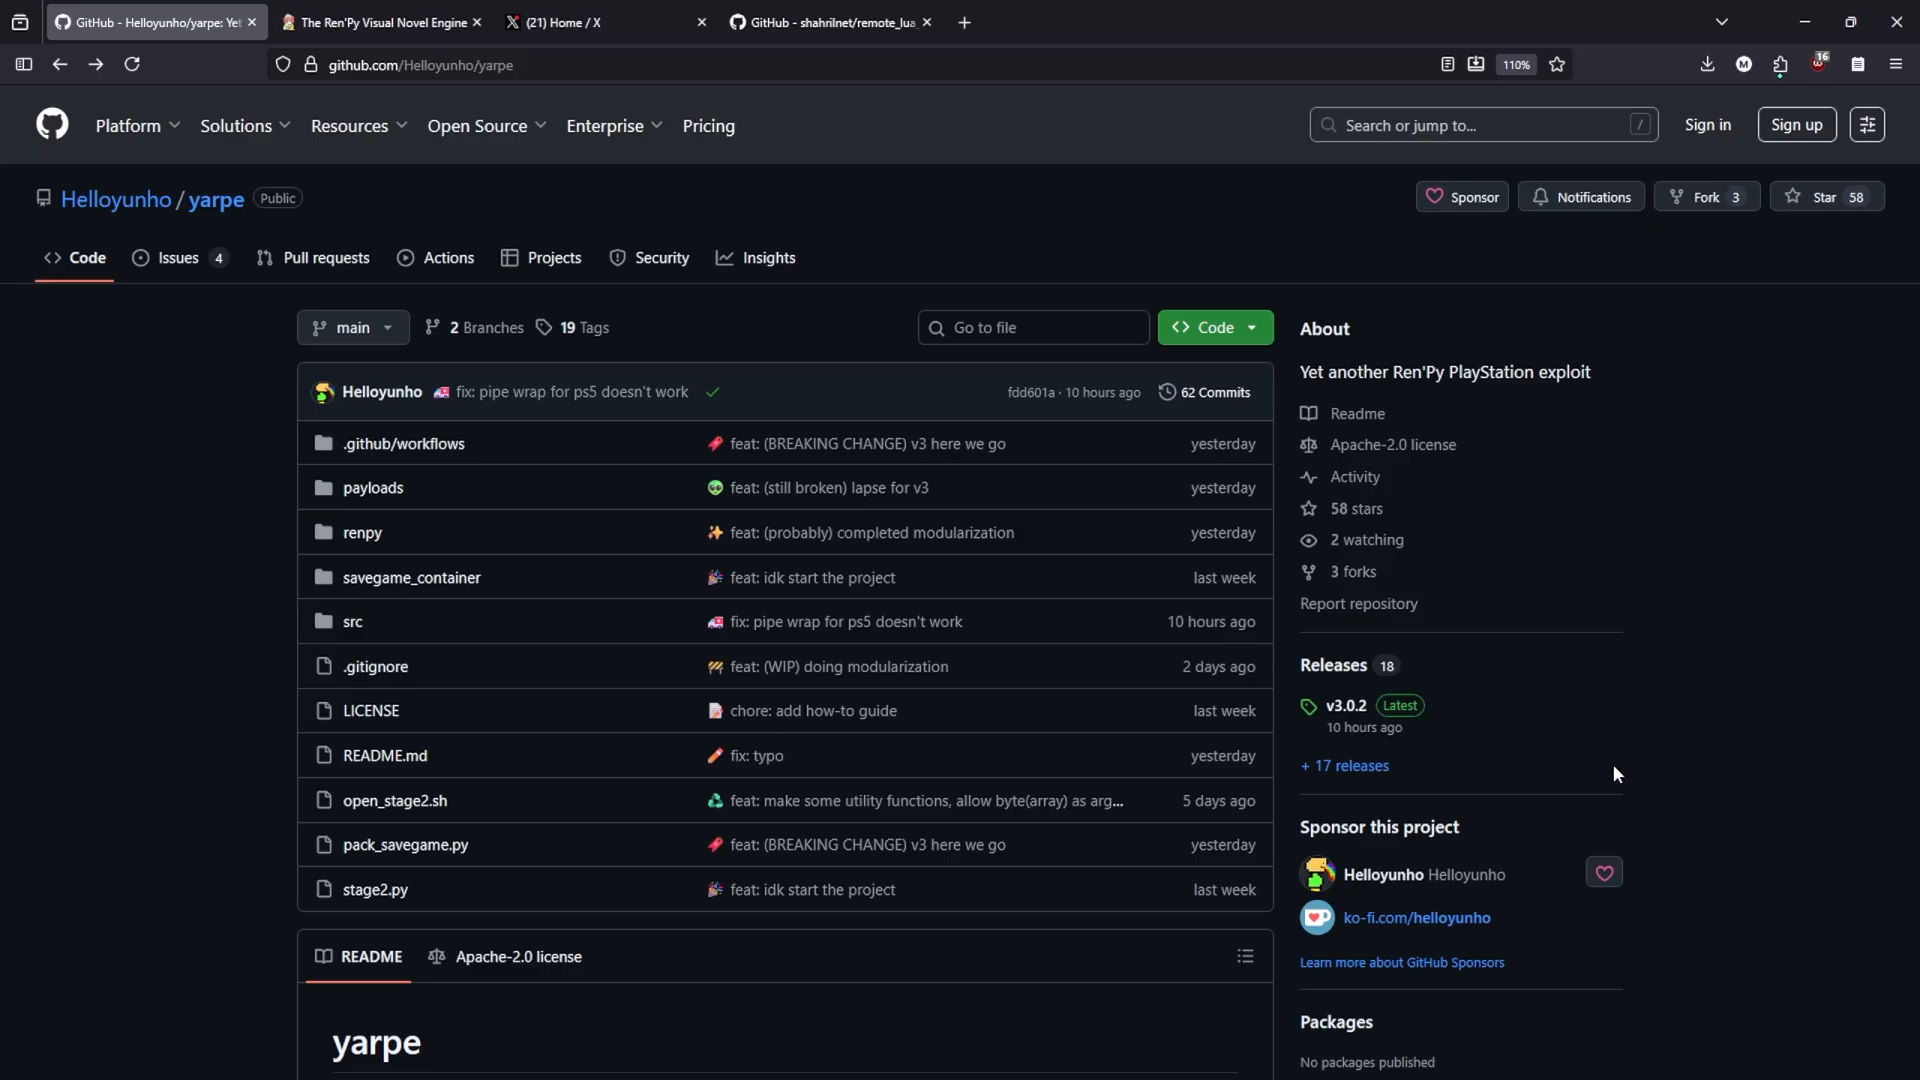 GitHub - Helloyunho/yarpe: Yet
The Ren'Py Visual Novel Engine
(21) Home / X
GitHub - shahrilnet/remote_lua
github.com/Helloyunho/yarpe
110%
16
Platform
Solutions
Resources
Open Source
Enterprise
Pricing
Search or jump to...
/
Sign in
Sign up
Helloyunho / yarpe
Public
Sponsor
Notifications
Fork 3
Star 58
Code
Issues 4
Pull requests
Actions
Projects
Security
Insights
main
2 Branches
19 Tags
Go to file
Code
Helloyunho fix: pipe wrap for ps5 doesn't work
fdd601a · 10 hours ago
62 Commits
.github/workflows feat: (BREAKING CHANGE) v3 here we go yesterday
payloads feat: (still broken) lapse for v3 yesterday
renpy feat: (probably) completed modularization yesterday
savegame_container feat: idk start the project last week
src fix: pipe wrap for ps5 doesn't work 10 hours ago
.gitignore feat: (WIP) doing modularization 2 days ago
LICENSE chore: add how-to guide last week
README.md fix: typo yesterday
open_stage2.sh feat: make some utility functions, allow byte(array) as arg... 5 days ago
pack_savegame.py feat: (BREAKING CHANGE) v3 here we go yesterday
stage2.py feat: idk start the project last week
README
Apache-2.0 license
yarpe
About
Yet another Ren'Py PlayStation exploit
Readme
Apache-2.0 license
Activity
58 stars
2 watching
3 forks
Report repository
Releases 18
v3.0.2 Latest
10 hours ago
+ 17 releases
Sponsor this project
Helloyunho Helloyunho
ko-fi.com/helloyunho
Learn more about GitHub Sponsors
Packages
No packages published